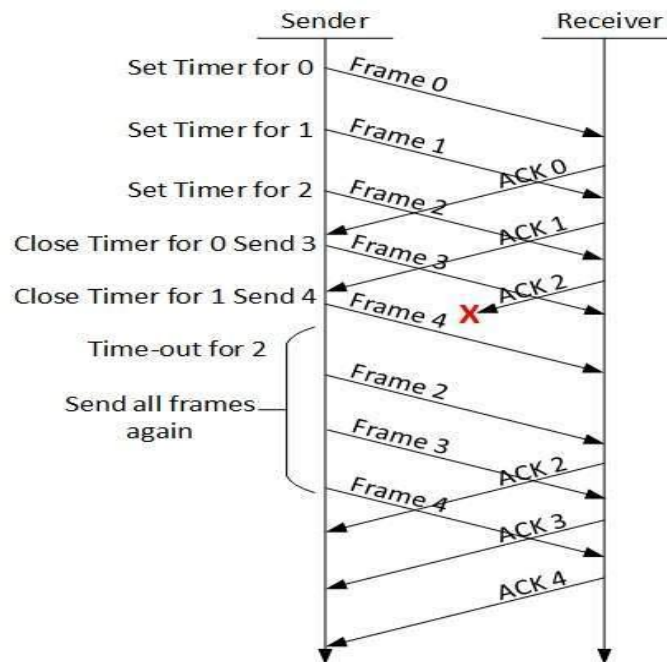 Sender
Receiver
Set Timer for 0
Frame 0
Set Timer for 1
Frame 1
ACK 0
Set Timer for 2
Frame 2
ACK 1
Close Timer for 0 Send 3
Frame 3
ACK 2
Close Timer for 1 Send 4
X
Frame 4
Time-out for 2
Frame 2
Send all frames
again
Frame 3
ACK 2
Frame 4
ACK 3
ACK 4